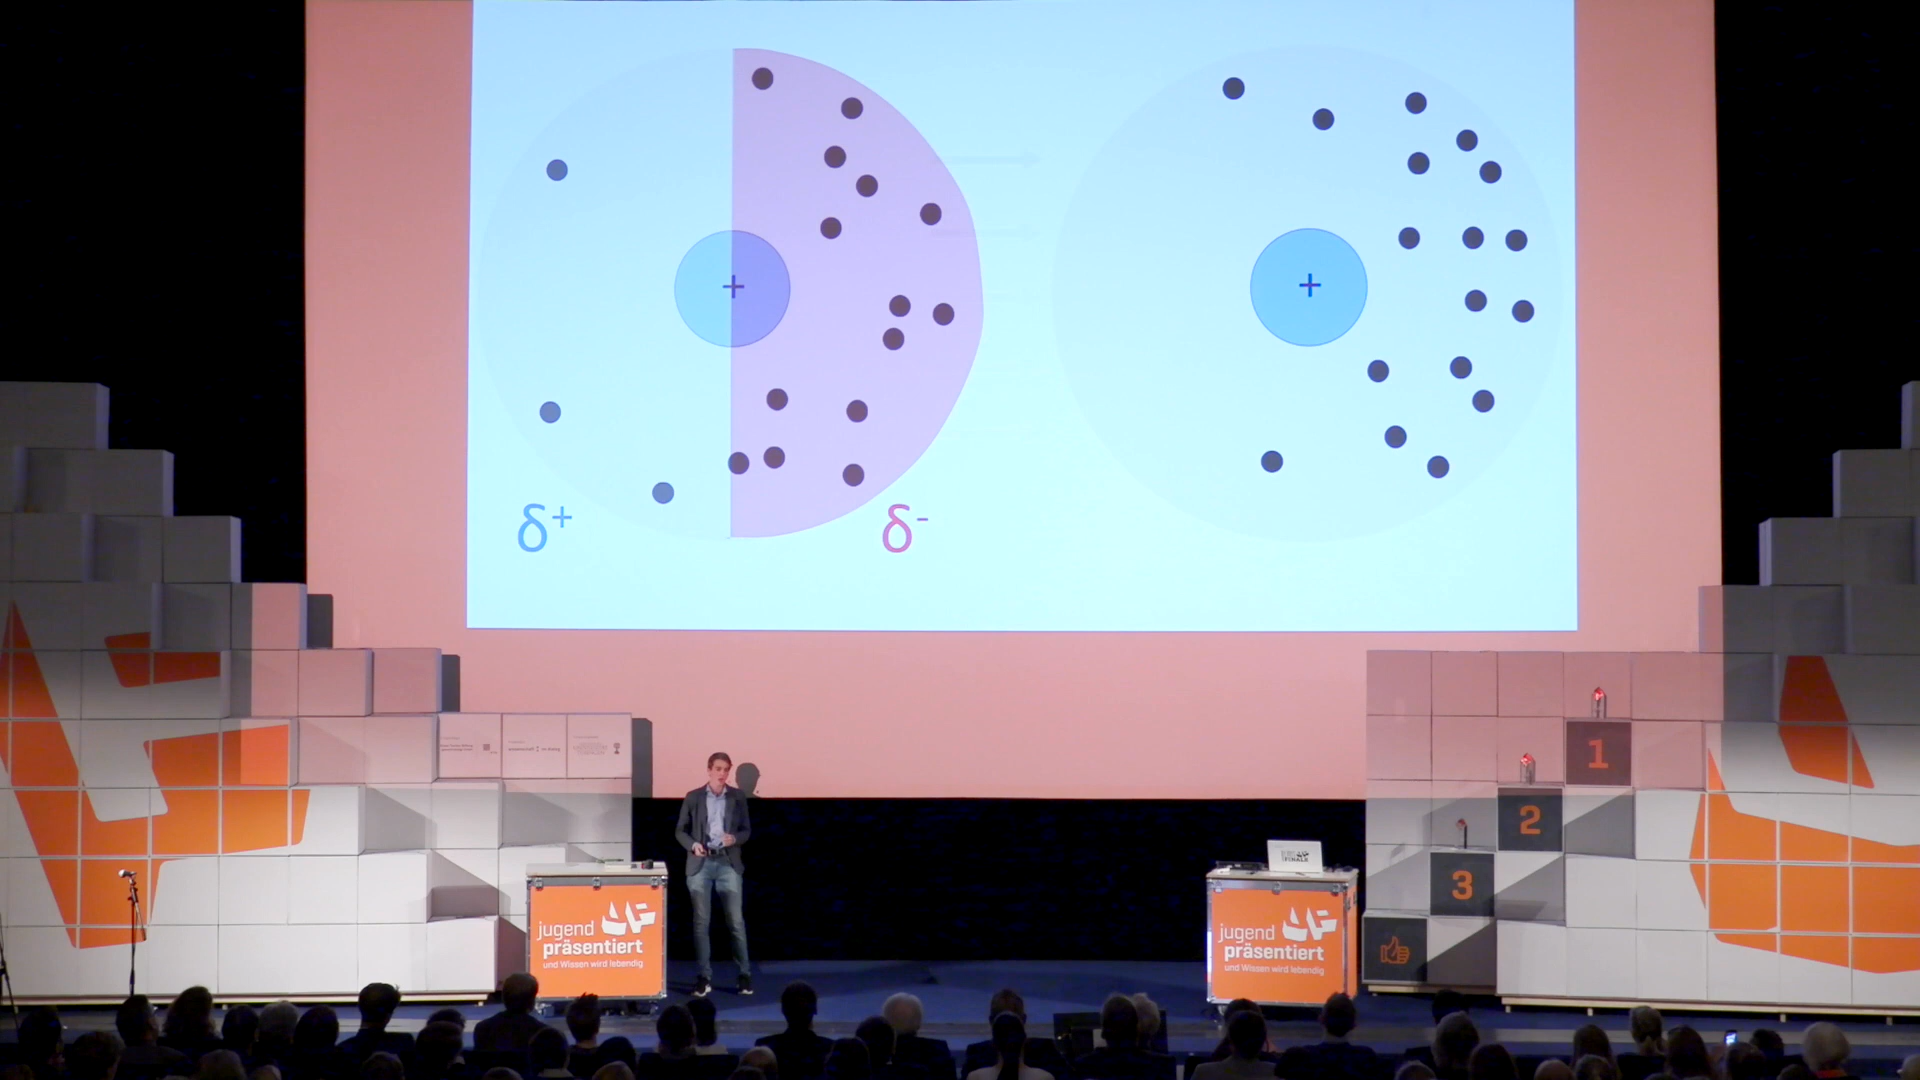 +
+
δ+
δ-
1
2
3
jugend
präsentiert
und Wissen wird lebendig
jugend
präsentiert
und Wissen wird lebendig